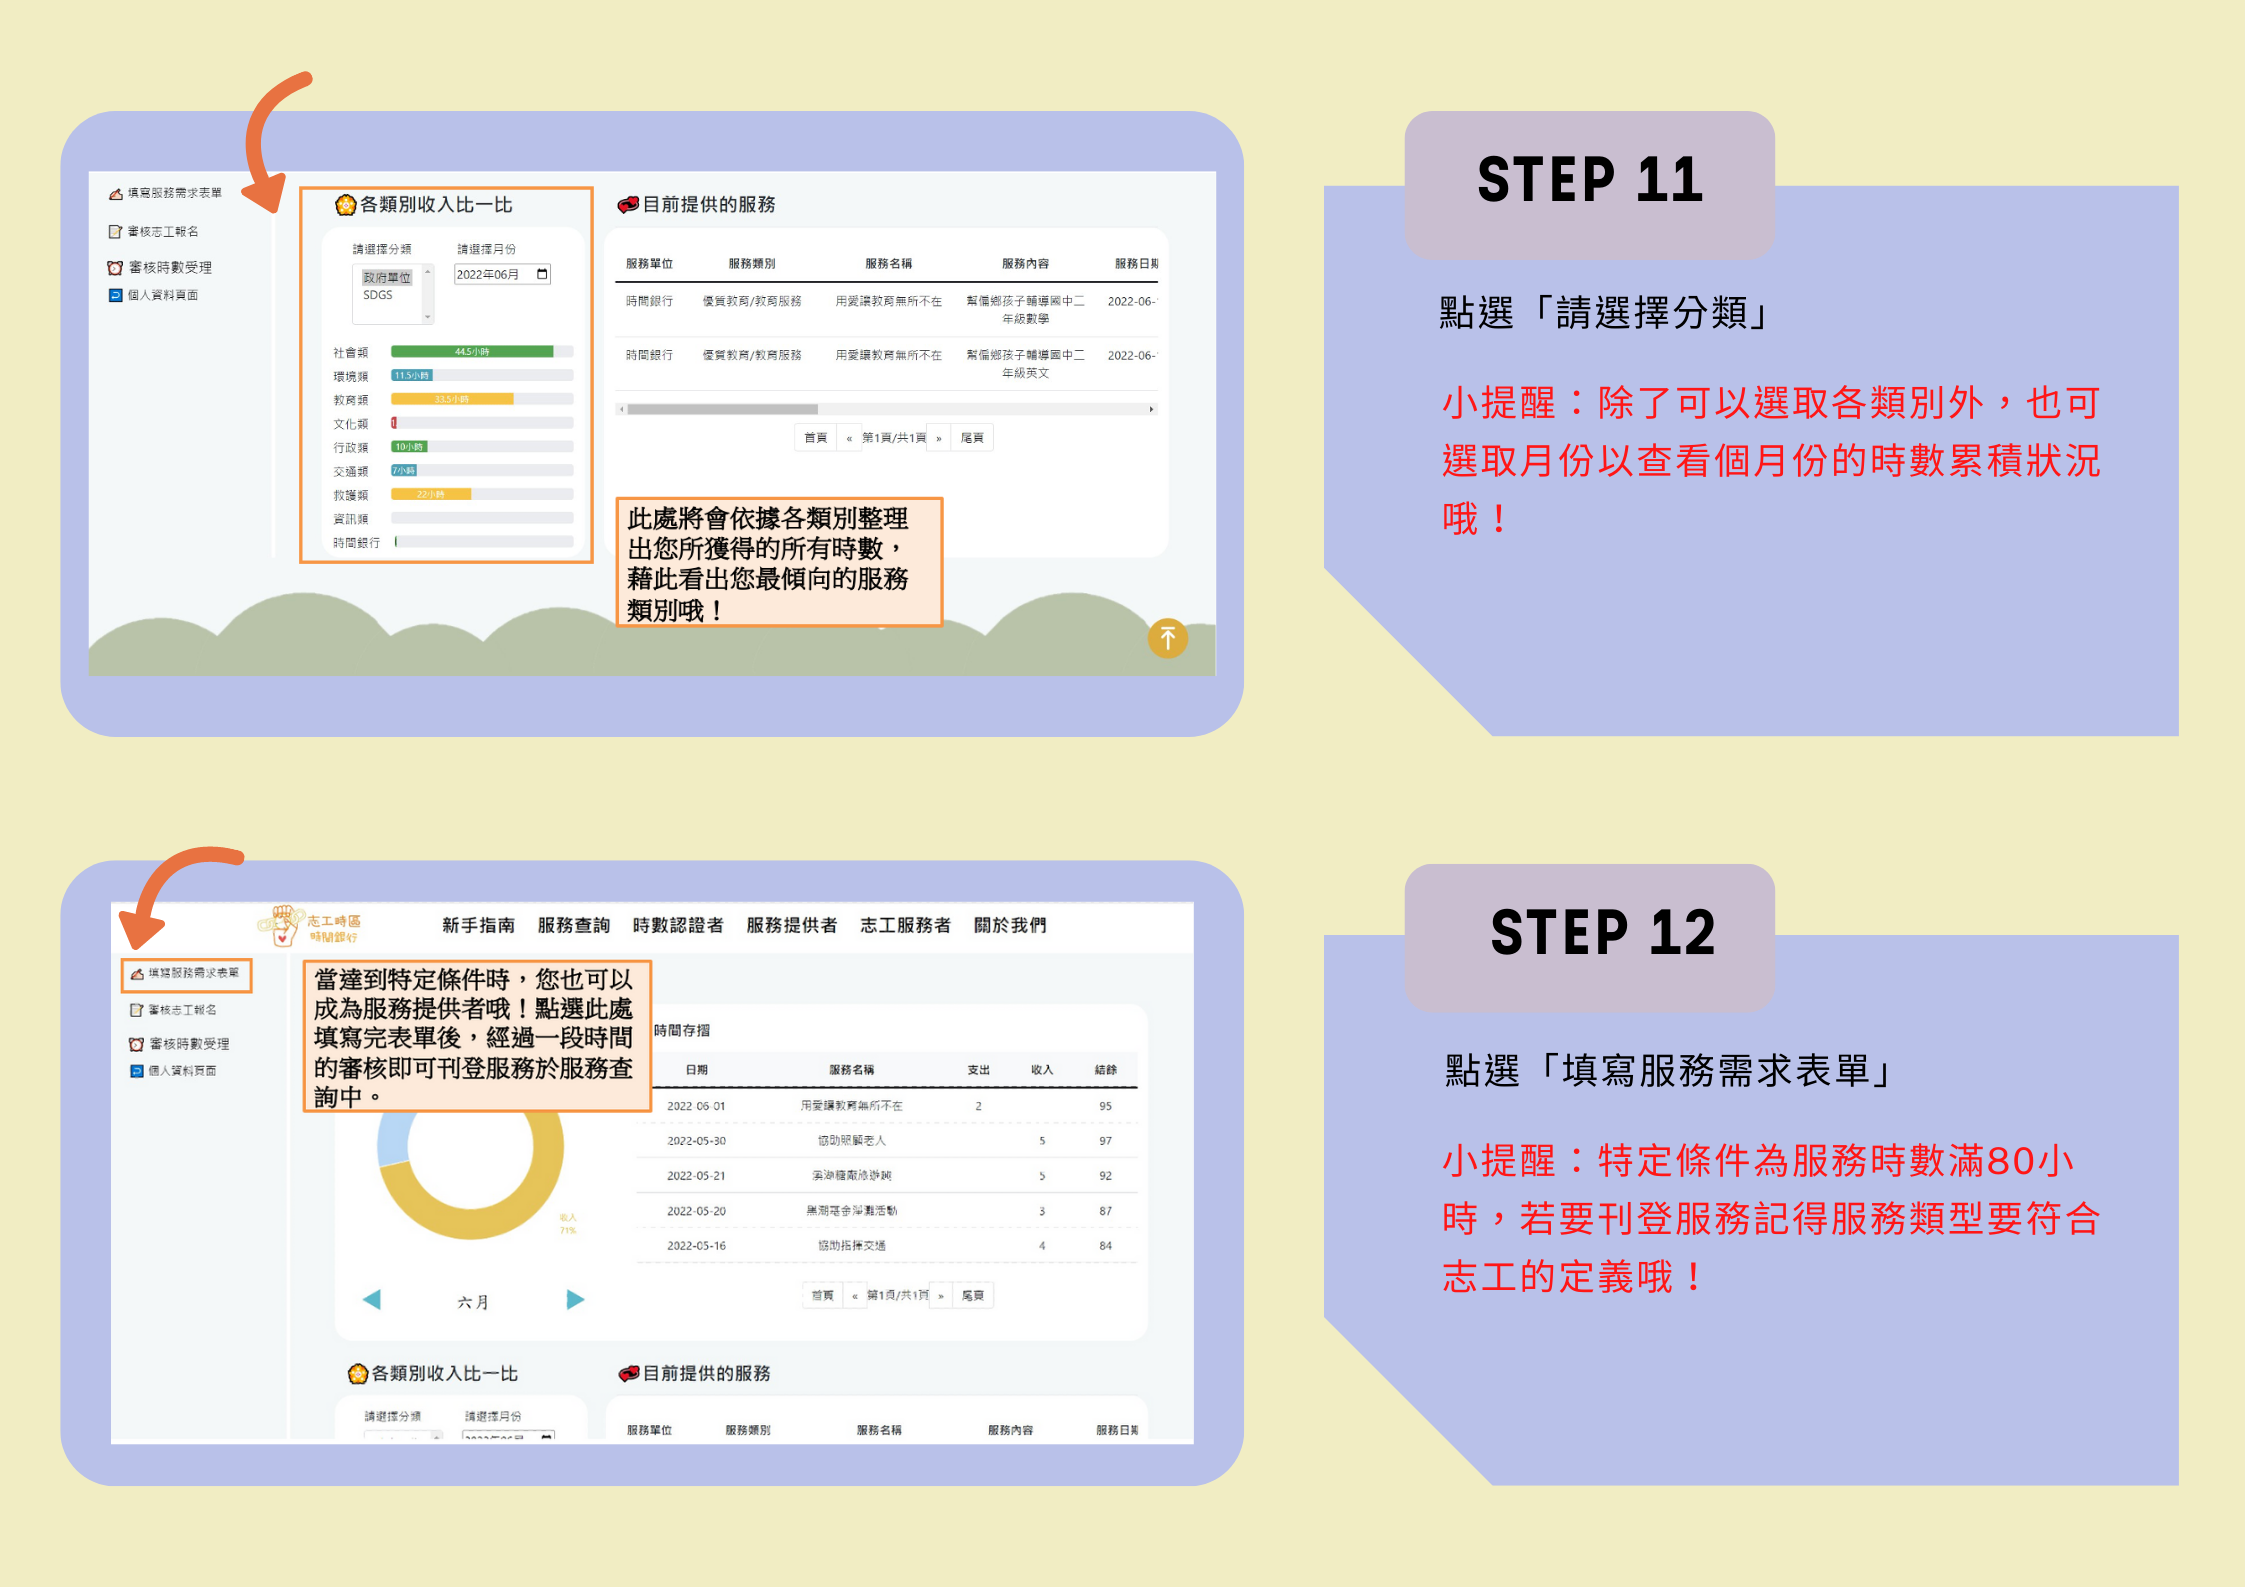 填寫服務需求表單
審核志工報名
審核時數受理
個人資料頁面
各類別收入比一比
請選擇分類 請選擇月份
政府單位 2022年06月
SDGS
社會類 44.5小時
環境類 11.5小時
教育類 33.5小時
文化類
行政類 10小時
交通類 7小時
救護類 22小時
資訊類
時間銀行
目前提供的服務
服務單位 服務類別 服務名稱 服務內容 服務日期
時間銀行 優質教育/教育服務 用愛讓教育無所不在 幫偏鄉孩子輔導國中二 2022-06-
年級數學
時間銀行 優質教育/教育服務 用愛讓教育無所不在 幫偏鄉孩子輔導國中二 2022-06-
年級英文
首頁 « 第1頁/共1頁 » 尾頁
此處將會依據各類別整理
出您所獲得的所有時數，
藉此看出您最傾向的服務
類別哦！
STEP 11
點選「請選擇分類」
小提醒：除了可以選取各類別外，也可
選取月份以查看個月份的時數累積狀況
哦！
志工時區
時間銀行
新手指南 服務查詢 時數認證者 服務提供者 志工服務者 關於我們
填寫服務需求表單
審核志工報名
審核時數受理
個人資料頁面
當達到特定條件時，您也可以
成為服務提供者哦！點選此處
填寫完表單後，經過一段時間
的審核即可刊登服務於服務查
詢中。
收入
71%
六月
時間存摺
日期 服務名稱 支出 收入 結餘
2022-06-01 用愛讓教育無所不在 2 95
2022-05-30 協助照顧老人 5 97
2022-05-21 溪湖糖廠旅遊興 5 92
2022-05-20 黑潮基金淨灘活動 3 87
2022-05-16 協助指揮交通 4 84
首頁 « 第1頁/共1頁 » 尾頁
各類別收入比一比
請選擇分類 請選擇月份
2022年06月
目前提供的服務
服務單位 服務類別 服務名稱 服務內容 服務日期
STEP 12
點選「填寫服務需求表單」
小提醒：特定條件為服務時數滿80小
時，若要刊登服務記得服務類型要符合
志工的定義哦！